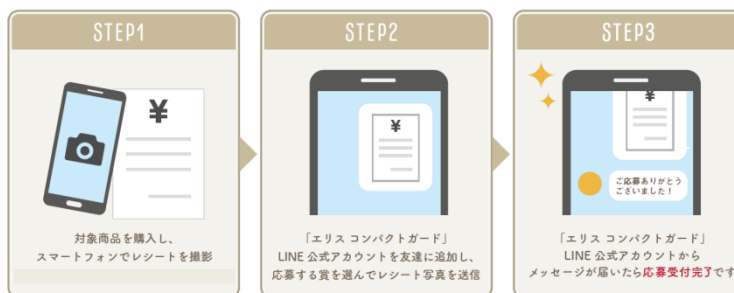 STEP1
¥
対象商品を購入し、
スマートフォンでレシートを撮影
STEP2
¥
「エリス コンパクトガード」
LINE 公式アカウントを友達に追加し、
応募する賞を選んでレシート写真を送信
STEP3
¥
ご応募ありがとう
ございました！
「エリス コンパクトガード」
LINE 公式アカウントから
メッセージが届いたら応募受付完了です